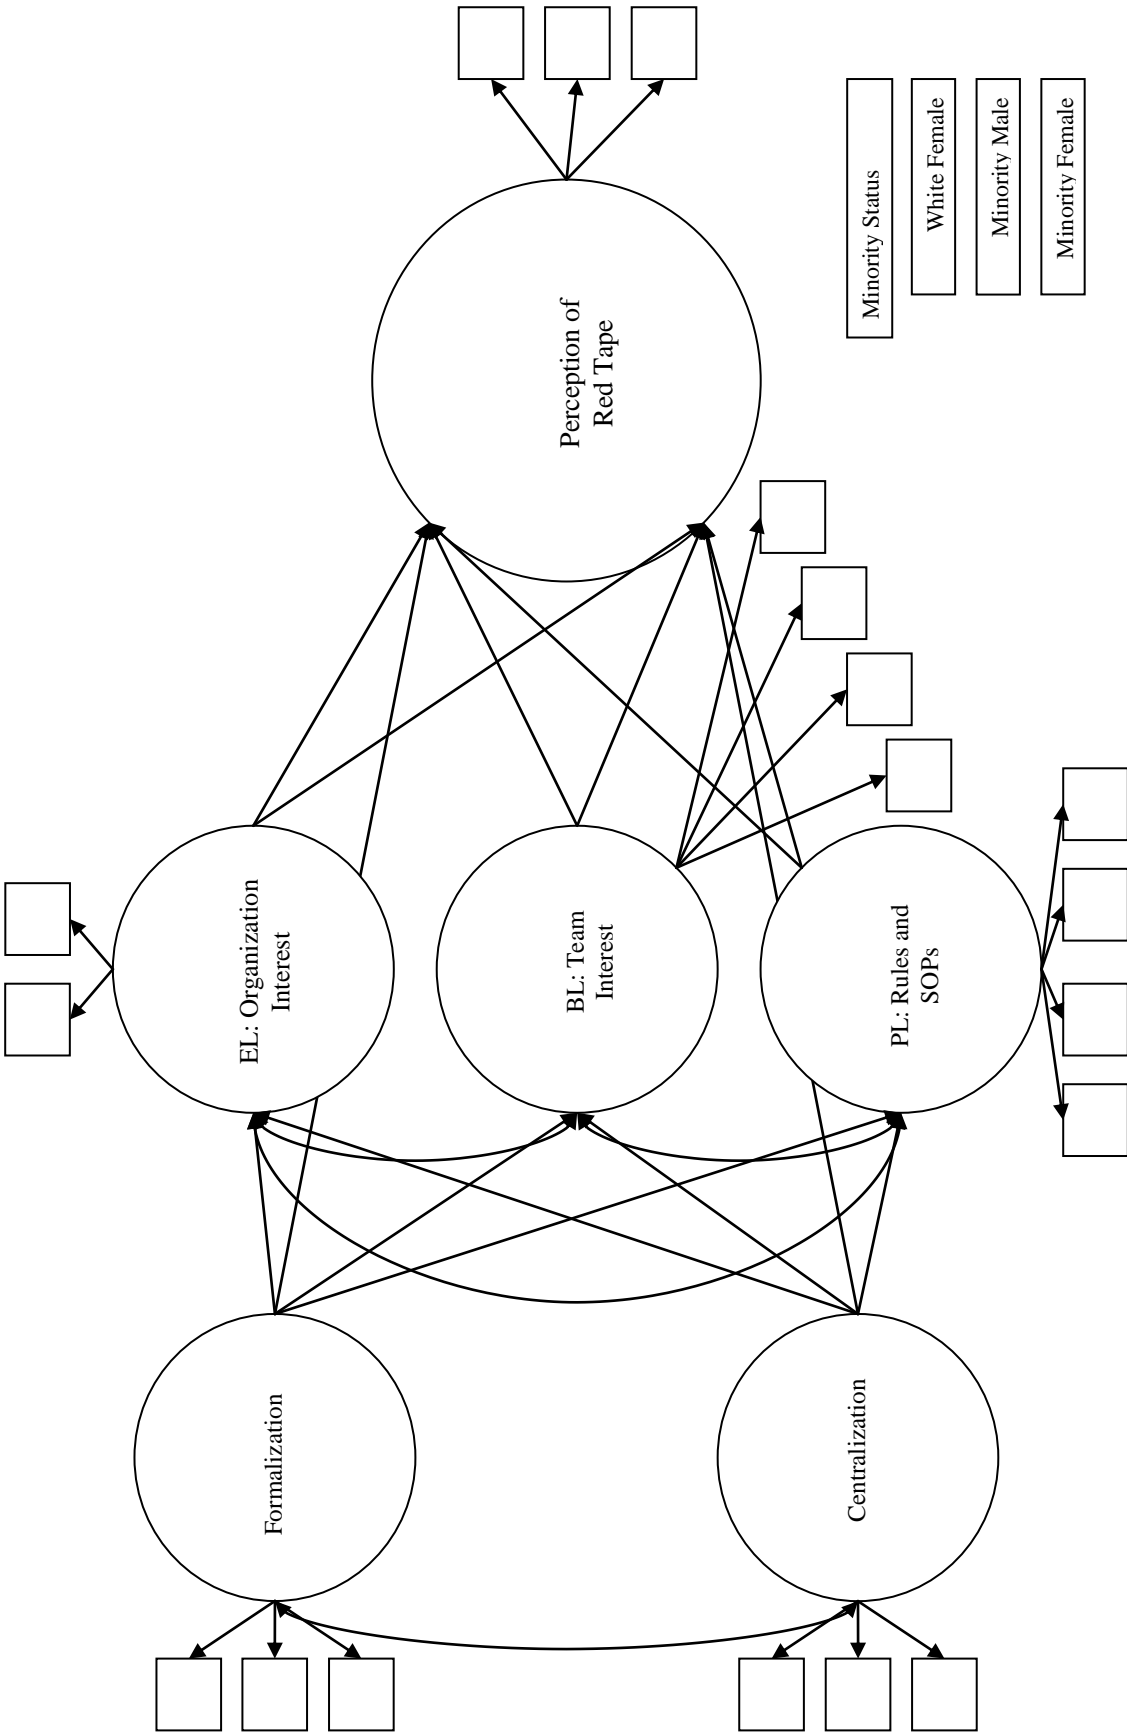 Formalization
Centralization
EL: Organization
Interest
BL: Team
Interest
PL: Rules and
SOPs
Perception of
Red Tape
Minority Status
White Female
Minority Male
Minority Female